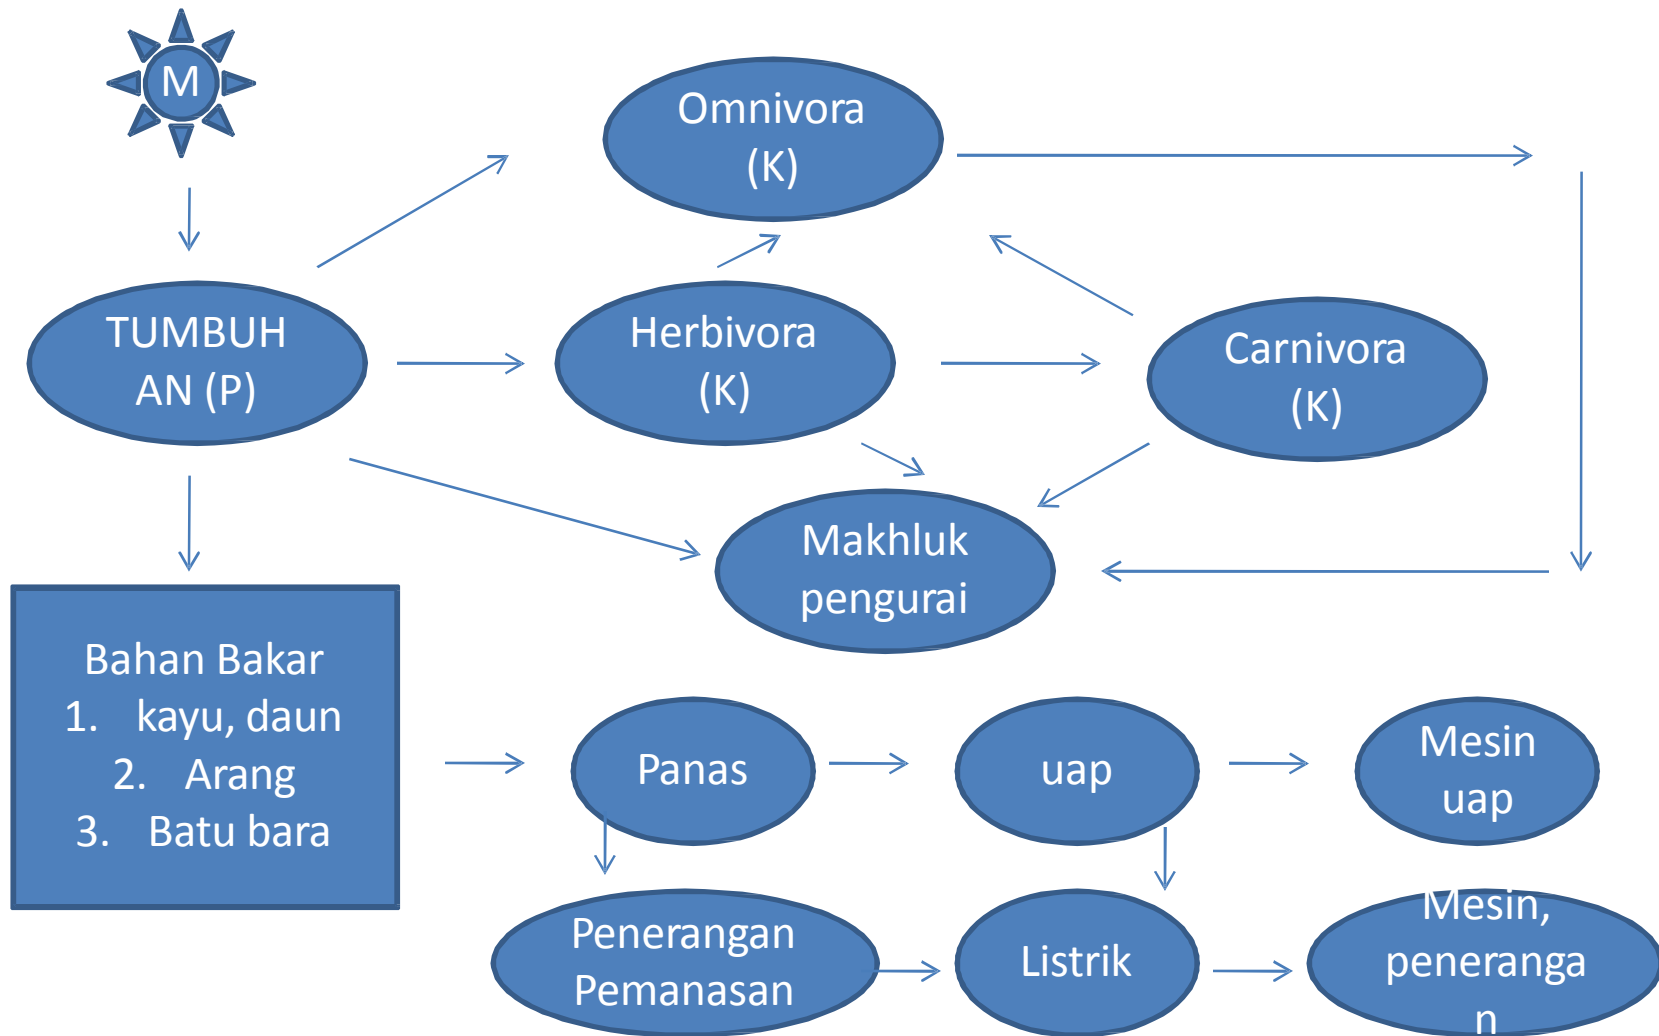 M
Omnivora
(K)
TUMBUH
AN (P)
Herbivora
(K)
Carnivora
(K)
Makhluk
pengurai
Bahan Bakar
1. kayu, daun
2. Arang
3. Batu bara
Panas
uap
Mesin
uap
Penerangan
Pemanasan
Listrik
Mesin,
peneranga
n